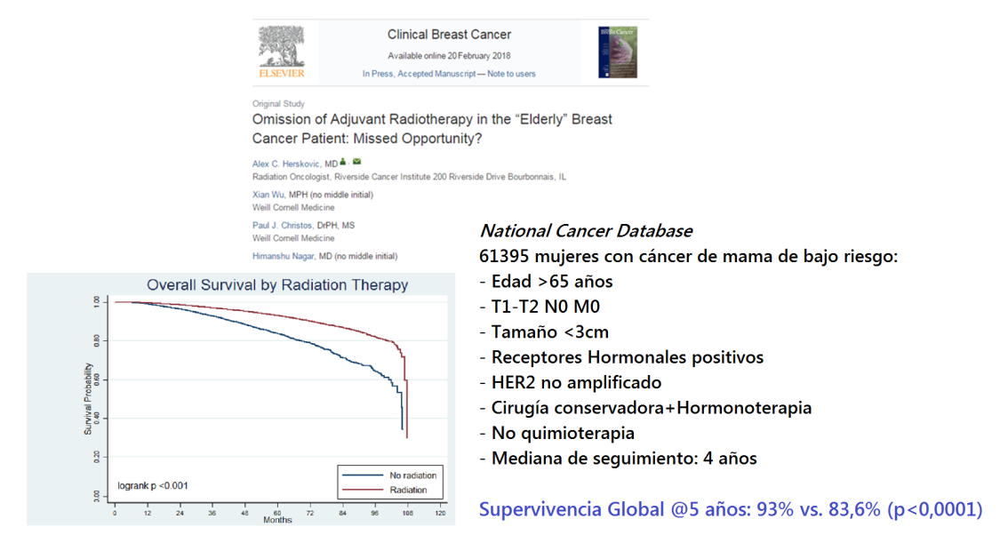 ELSEVIER
Clinical Breast Cancer
Available online 20 February 2018
In Press, Accepted Manuscript — Note to users
Original Study
Omission of Adjuvant Radiotherapy in the “Elderly” Breast
Cancer Patient: Missed Opportunity?
Alex C. Herskovic, MD
Radiation Oncologist, Riverside Cancer Institute 200 Riverside Drive Bourbonnais, IL
Xian Wu, MPH (no middle initial)
Weill Cornell Medicine
Paul J. Christos, DrPH, MS
Weill Cornell Medicine
Himanshu Nagar, MD (no middle initial)
Overall Survival by Radiation Therapy
Survival Probability
1.00
0.80
0.60
0.40
0.20
0.00
logrank p <0.001
No radiation
Radiation
0 12 24 36 48 60 72 84 96 108 120
Months
National Cancer Database
61395 mujeres con cáncer de mama de bajo riesgo:
- Edad >65 años
- T1-T2 N0 M0
- Tamaño <3cm
- Receptores Hormonales positivos
- HER2 no amplificado
- Cirugía conservadora+Hormonoterapia
- No quimioterapia
- Mediana de seguimiento: 4 años
Supervivencia Global @5 años: 93% vs. 83,6% (p<0,0001)